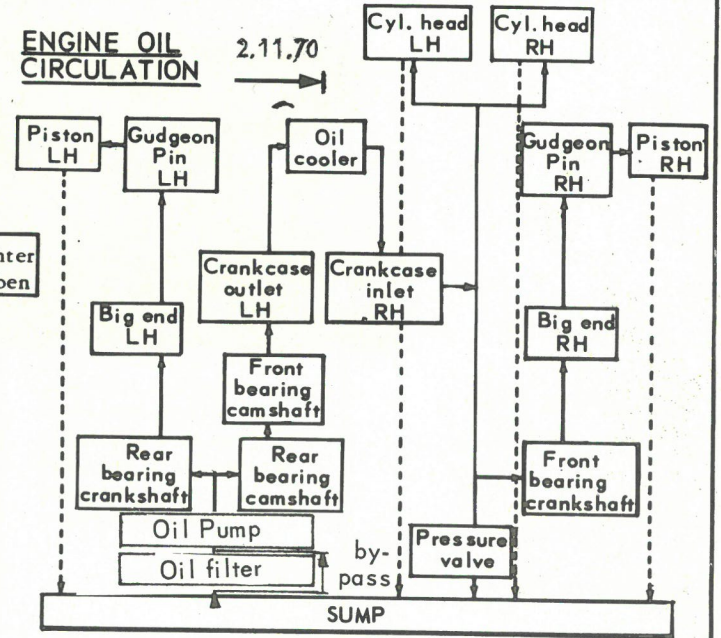 ENGINE OIL
CIRCULATION
2.11.70
Cyl. head
LH
Cyl. head
RH
Piston
LH
Gudgeon
Pin
LH
Oil
cooler
Gudgeon
Pin
RH
Piston
RH
Crankcase
outlet
LH
Crankcase
inlet
RH
Big end
LH
Big end
RH
Front
bearing
camshaft
Rear
bearing
crankshaft
Rear
bearing
camshaft
Front
bearing
crankshaft
Oil Pump
Oil filter
by-
pass
Pressure
valve
SUMP